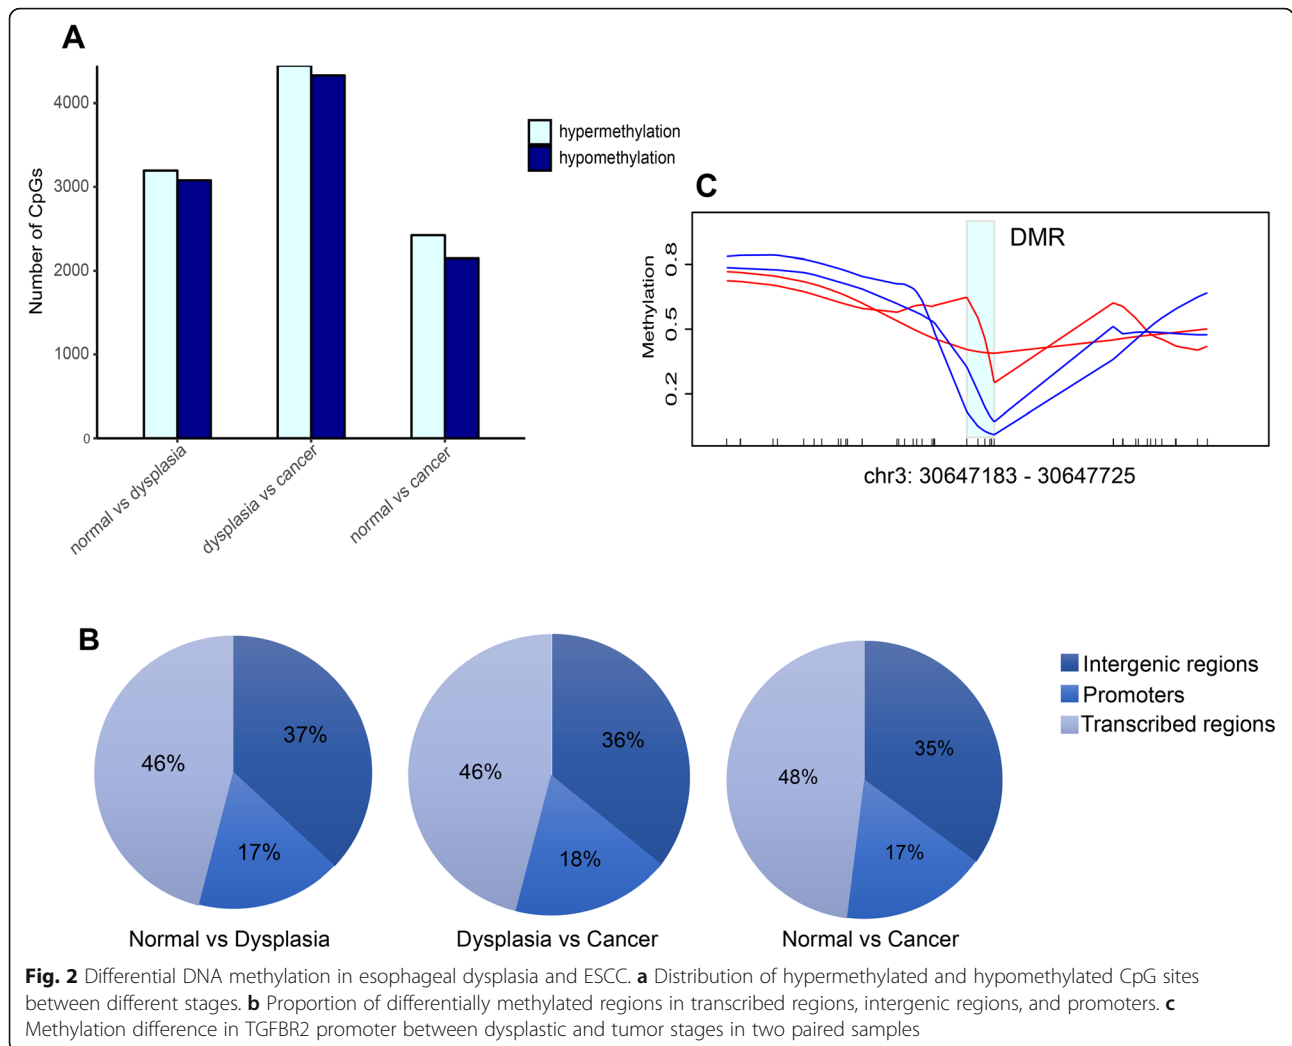 A
Number of CpGs
4000
3000
2000
1000
0
normal vs dysplasia
dysplasia vs cancer
normal vs cancer
hypermethylation
hypomethylation
C
Methylation
0.8
0.5
0.2
DMR
chr3: 30647183 - 30647725
B
37%
46%
17%
Normal vs Dysplasia
36%
46%
18%
Dysplasia vs Cancer
35%
48%
17%
Normal vs Cancer
Intergenic regions
Promoters
Transcribed regions
Fig. 2 Differential DNA methylation in esophageal dysplasia and ESCC. a Distribution of hypermethylated and hypomethylated CpG sites
between different stages. b Proportion of differentially methylated regions in transcribed regions, intergenic regions, and promoters. c
Methylation difference in TGFBR2 promoter between dysplastic and tumor stages in two paired samples